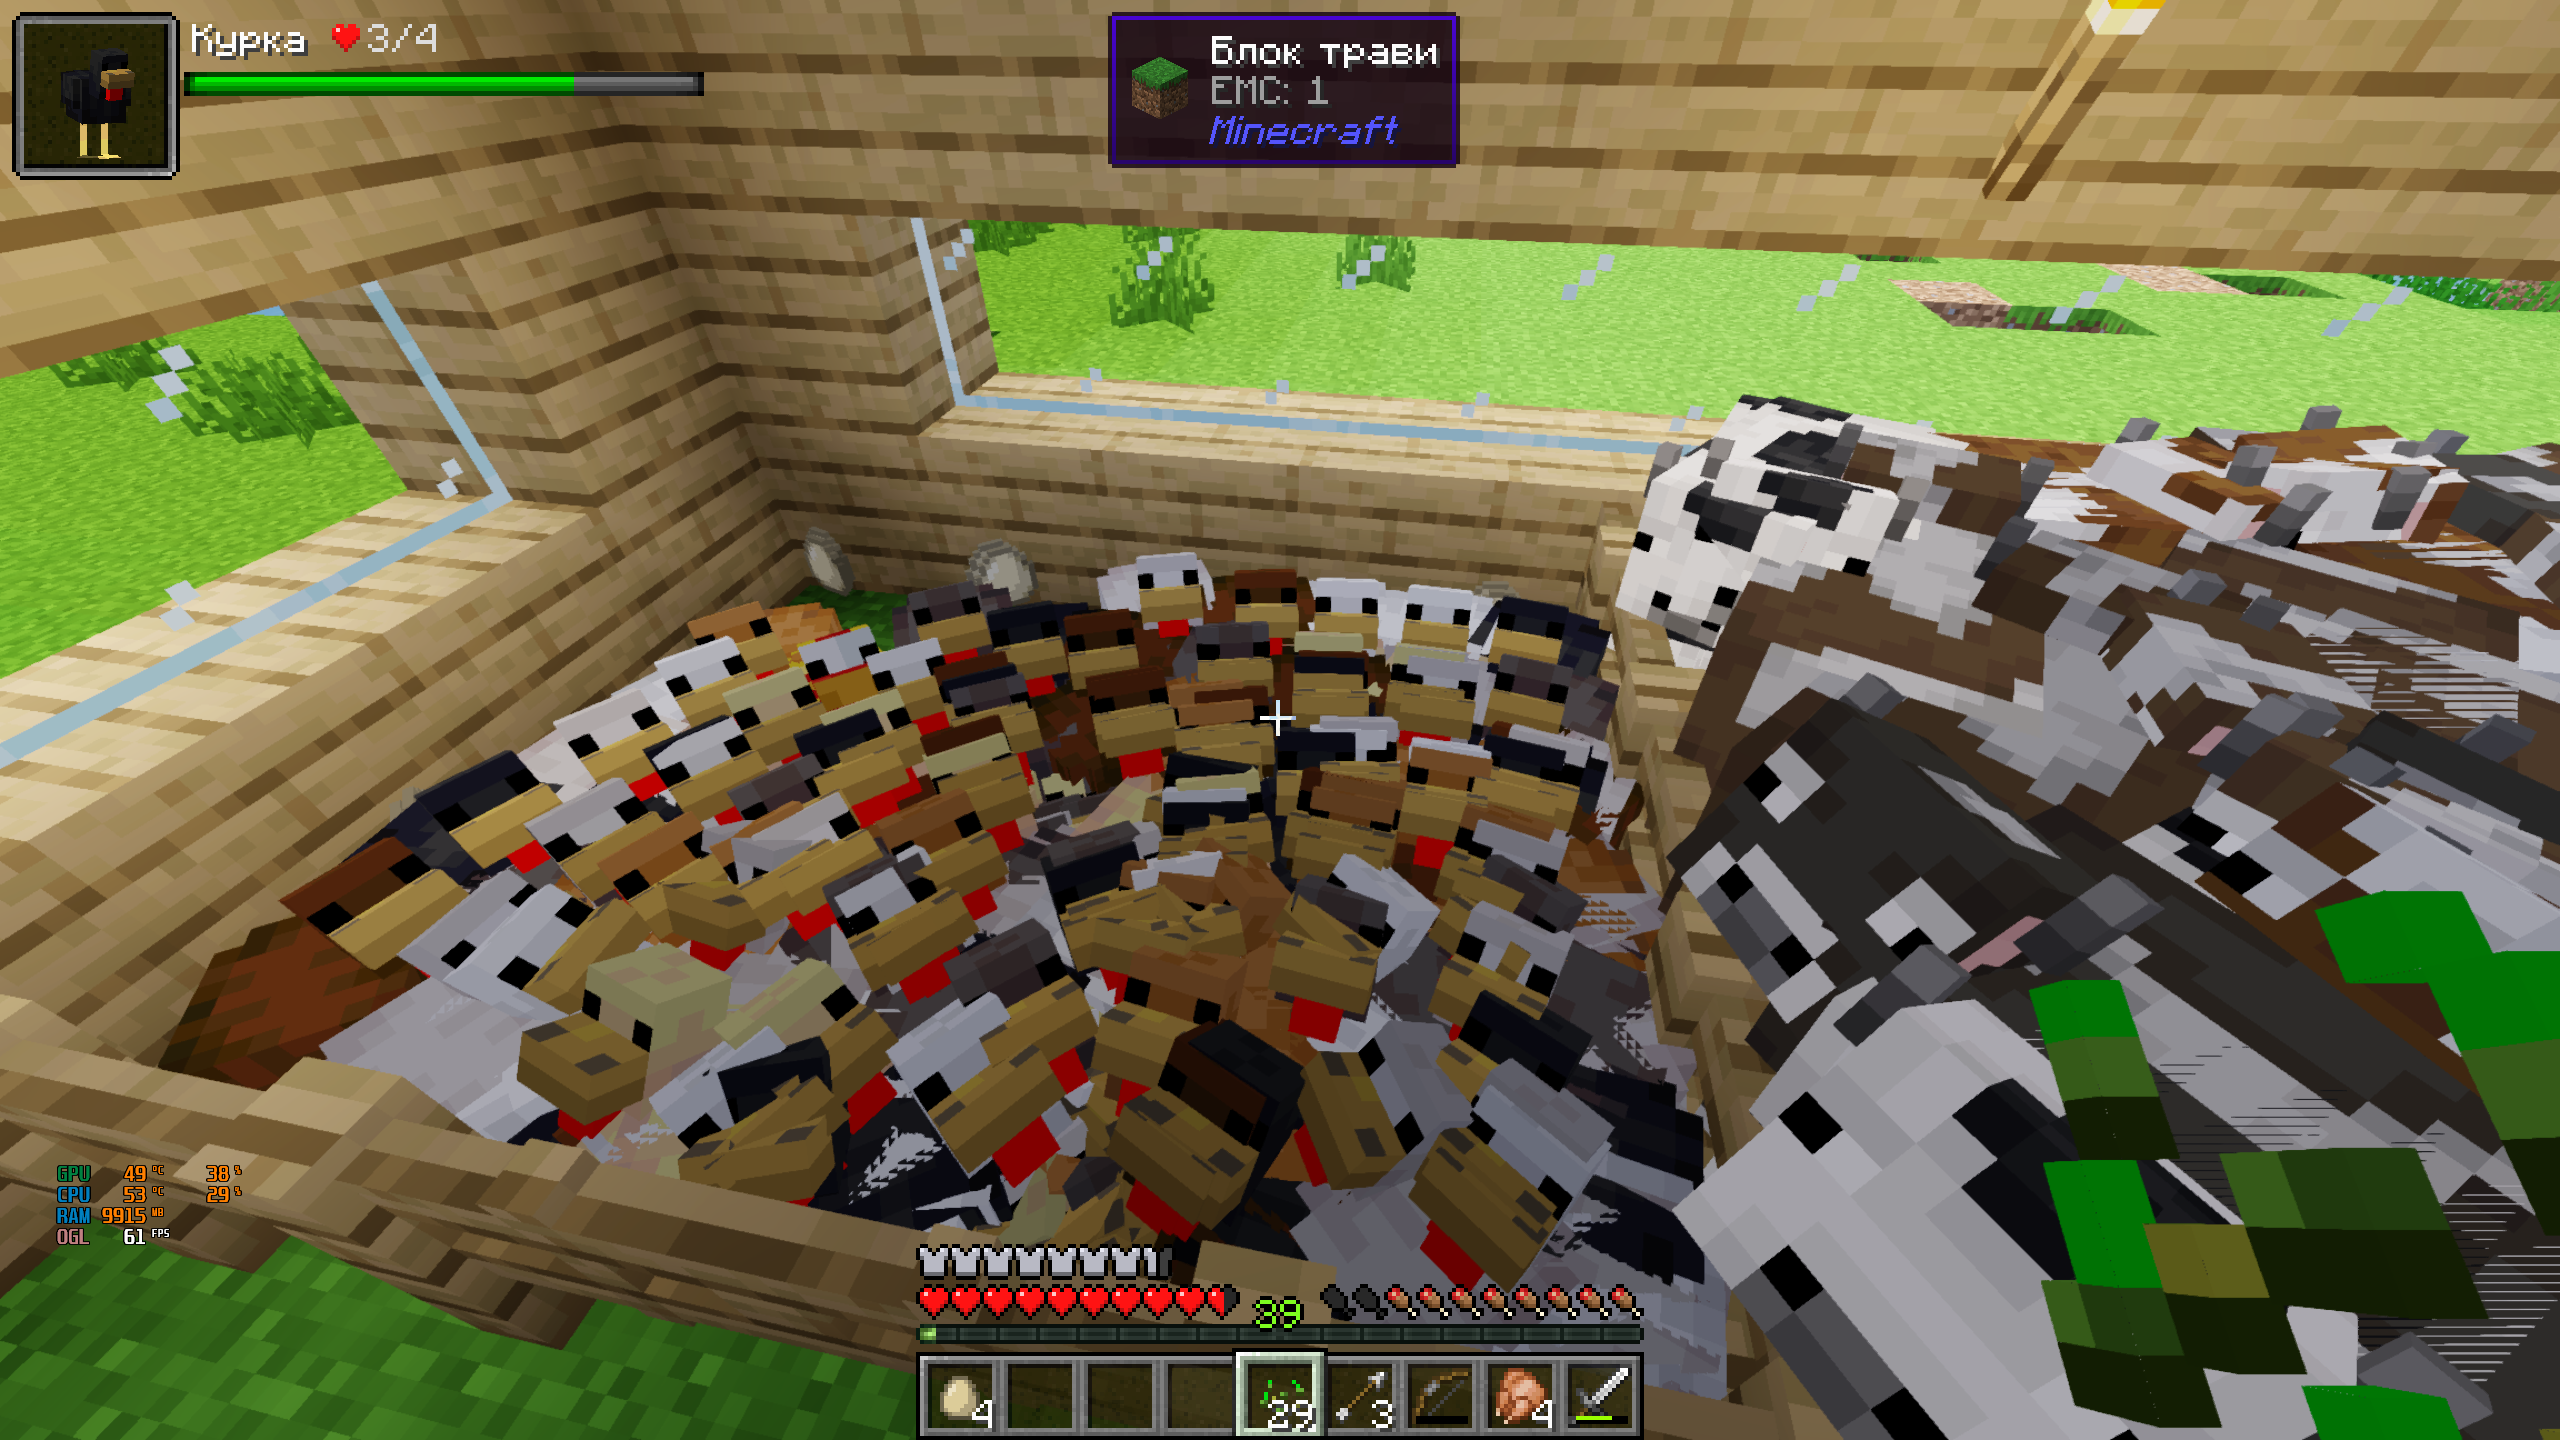 Курка 3/4
Блок трави
EMC: 1
Minecraft
GPU 49 °C 38 %
CPU 53 °C 29 %
RAM 9915 MB
OGL 61 FPS
39
4 29 3 4